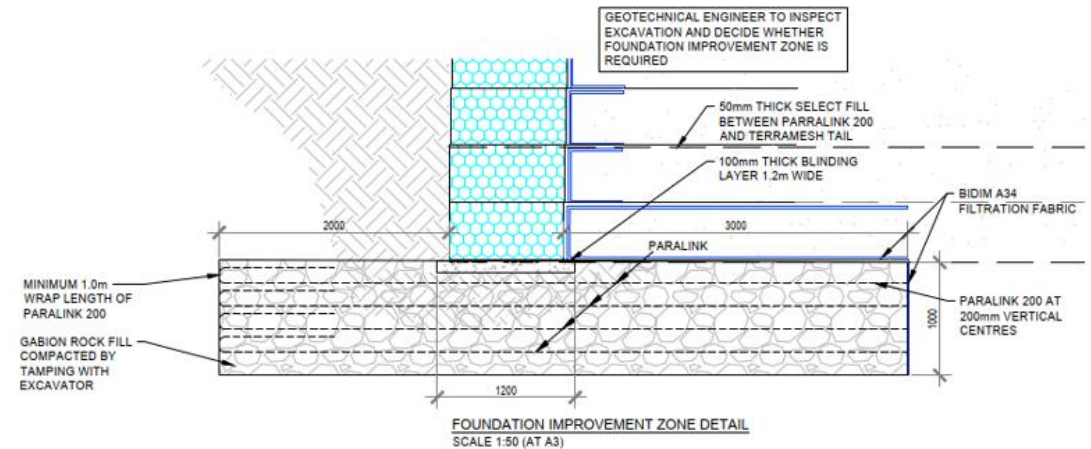 GEOTECHNICAL ENGINEER TO INSPECT
EXCAVATION AND DECIDE WHETHER
FOUNDATION IMPROVEMENT ZONE IS
REQUIRED
50mm THICK SELECT FILL
BETWEEN PARRALINK 200
AND TERRAMESH TAIL
100mm THICK BLINDING
LAYER 1.2m WIDE
BIDIM A34
FILTRATION FABRIC
2000
3000
PARALINK
MINIMUM 1.0m
WRAP LENGTH OF
PARALINK 200
PARALINK 200 AT
200mm VERTICAL
CENTRES
1000
GABION ROCK FILL
COMPACTED BY
TAMPING WITH
EXCAVATOR
1200
FOUNDATION IMPROVEMENT ZONE DETAIL
SCALE 1:50 (AT A3)